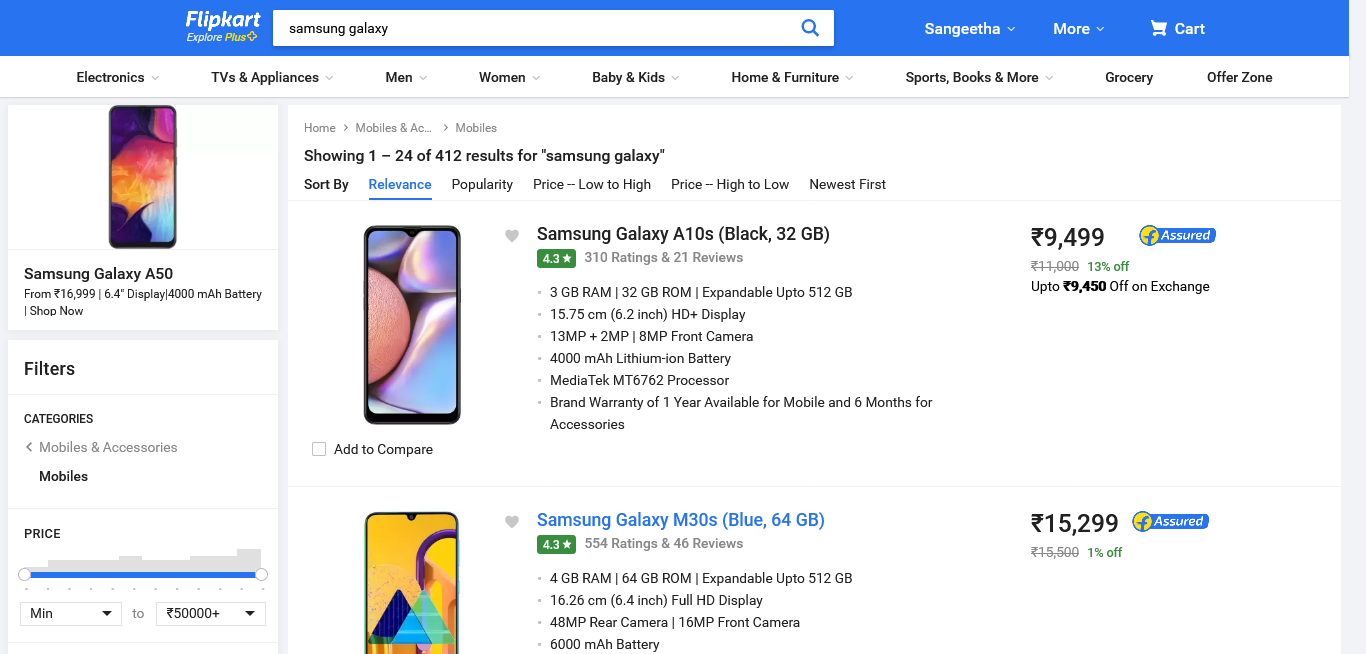 Flipkart
Explore Plus
samsung galaxy
Sangeetha
More
Cart
Electronics
TVs & Appliances
Men
Women
Baby & Kids
Home & Furniture
Sports, Books & More
Grocery
Offer Zone
Samsung Galaxy A50
From ₹16,999 | 6.4" Display|4000 mAh Battery
| Shop Now
Filters
CATEGORIES
Mobiles & Accessories
Mobiles
PRICE
Min
to
₹50000+
Home
Mobiles & Ac...
Mobiles
Showing 1 – 24 of 412 results for "samsung galaxy"
Sort By
Relevance
Popularity
Price -- Low to High
Price -- High to Low
Newest First
Samsung Galaxy A10s (Black, 32 GB)
4.3 ★ 310 Ratings & 21 Reviews
3 GB RAM | 32 GB ROM | Expandable Upto 512 GB
15.75 cm (6.2 inch) HD+ Display
13MP + 2MP | 8MP Front Camera
4000 mAh Lithium-ion Battery
MediaTek MT6762 Processor
Brand Warranty of 1 Year Available for Mobile and 6 Months for
Accessories
Add to Compare
₹9,499
Assured
₹11,000 13% off
Upto ₹9,450 Off on Exchange
Samsung Galaxy M30s (Blue, 64 GB)
4.3 ★ 554 Ratings & 46 Reviews
4 GB RAM | 64 GB ROM | Expandable Upto 512 GB
16.26 cm (6.4 inch) Full HD Display
48MP Rear Camera | 16MP Front Camera
6000 mAh Battery
₹15,299
Assured
₹15,500 1% off